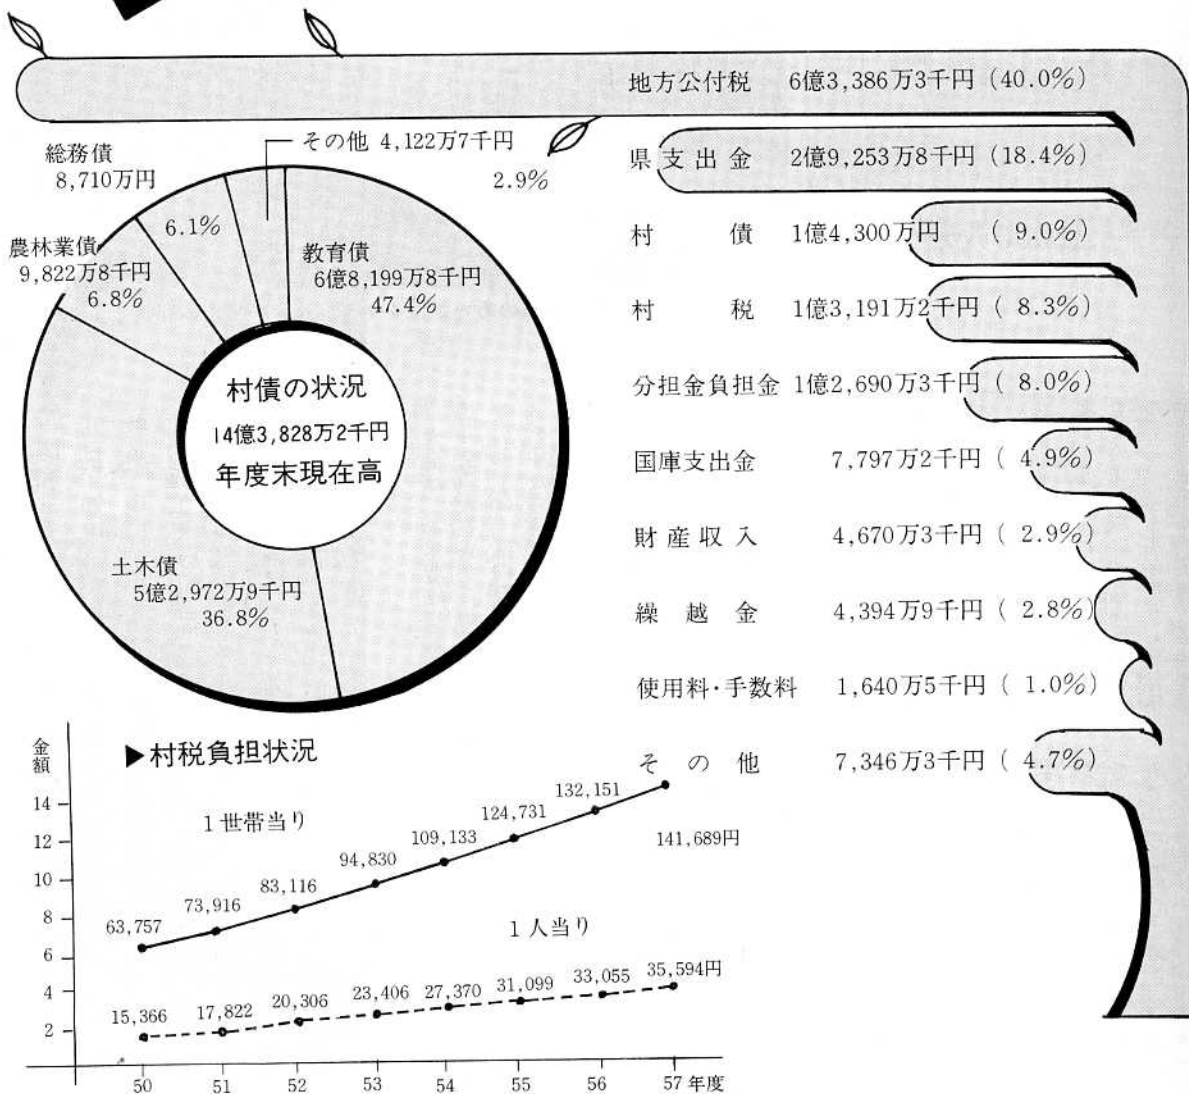 地方公付税 6億3,386万3千円 (40.0%)
県支出金 2億9,253万8千円 (18.4%)
村債 1億4,300万円 ( 9.0%)
村税 1億3,191万2千円 ( 8.3%)
分担金負担金 1億2,690万3千円 ( 8.0%)
国庫支出金 7,797万2千円 ( 4.9%)
財産収入 4,670万3千円 ( 2.9%)
繰越金 4,394万9千円 ( 2.8%)
使用料・手数料 1,640万5千円 ( 1.0%)
その他 7,346万3千円 ( 4.7%)
その他 4,122万7千円
2.9%
総務債
8,710万円
6.1%
農林業債
9,822万8千円
6.8%
教育債
6億8,199万8千円
47.4%
村債の状況
14億3,828万2千円
年度末現在高
土木債
5億2,972万9千円
36.8%
▶村税負担状況
金額
14
12
10
8
6
4
2
1世帯当り
63,757
73,916
83,116
94,830
109,133
124,731
132,151
141,689円
1人当り
15,366
17,822
20,306
23,406
27,370
31,099
33,055
35,594円
50 51 52 53 54 55 56 57 年度